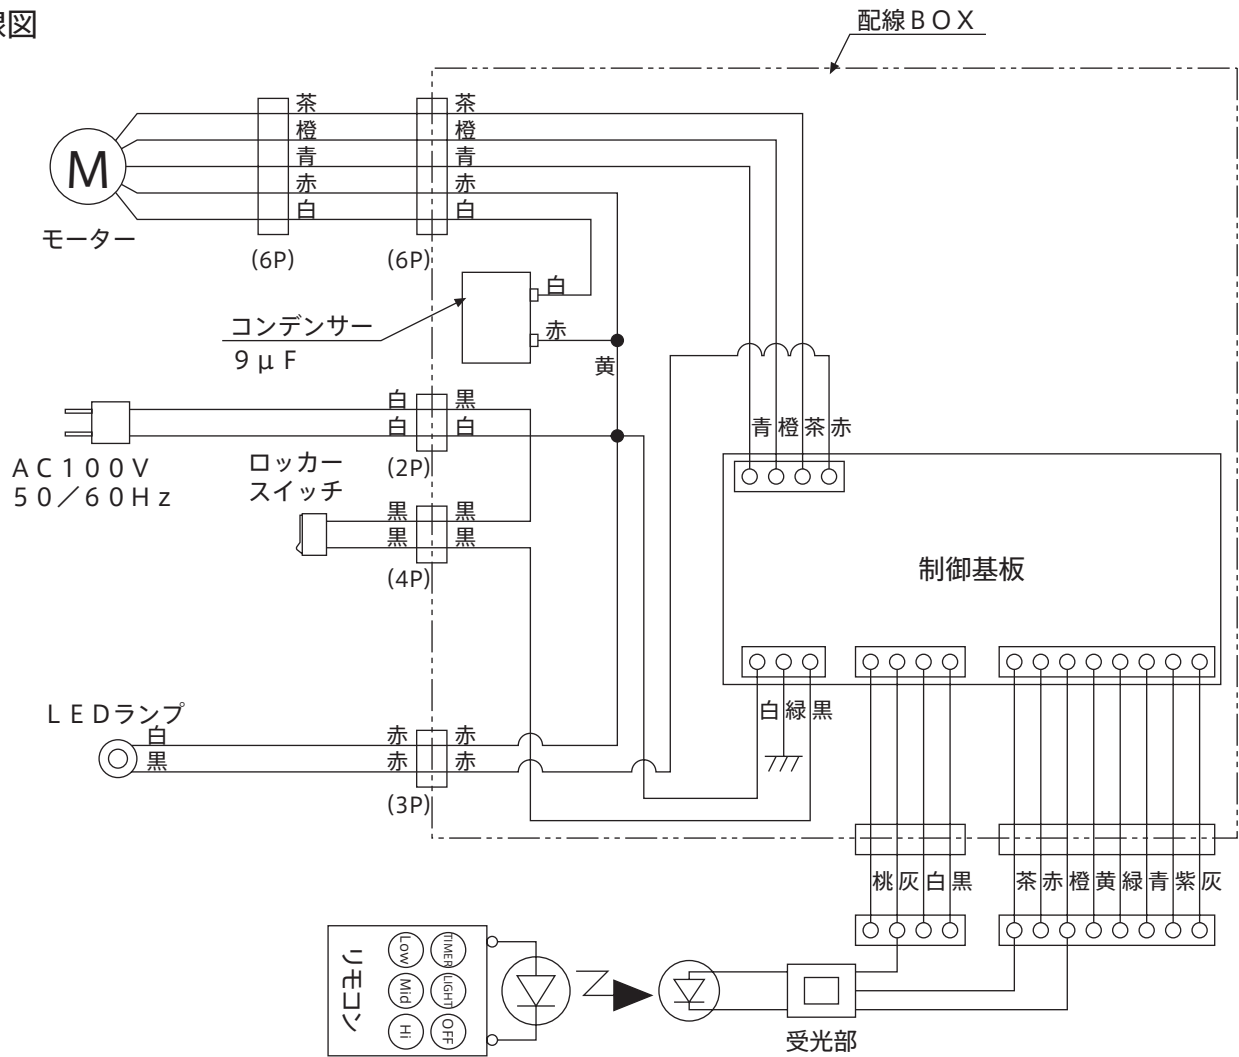 線図
配線ＢＯＸ
茶 茶
橙 橙
青 青
赤 赤
白 白
M
モーター
(6P) (6P)
白
コンデンサー
９μＦ
赤
黄
白 黒
白 白
青 橙 茶 赤
ＡＣ１００Ｖ
５０／６０Ｈｚ
(2P)
ロッカー
スイッチ
黒 黒
黒 黒
(4P)
制御基板
ＬＥＤランプ
白 赤 赤
黒 赤 赤
(3P)
白 緑 黒
桃 灰 白 黒 茶 赤 橙 黄 緑 青 紫 灰
リモコン
Low TIMER
Mid LIGHT
Hi OFF
受光部